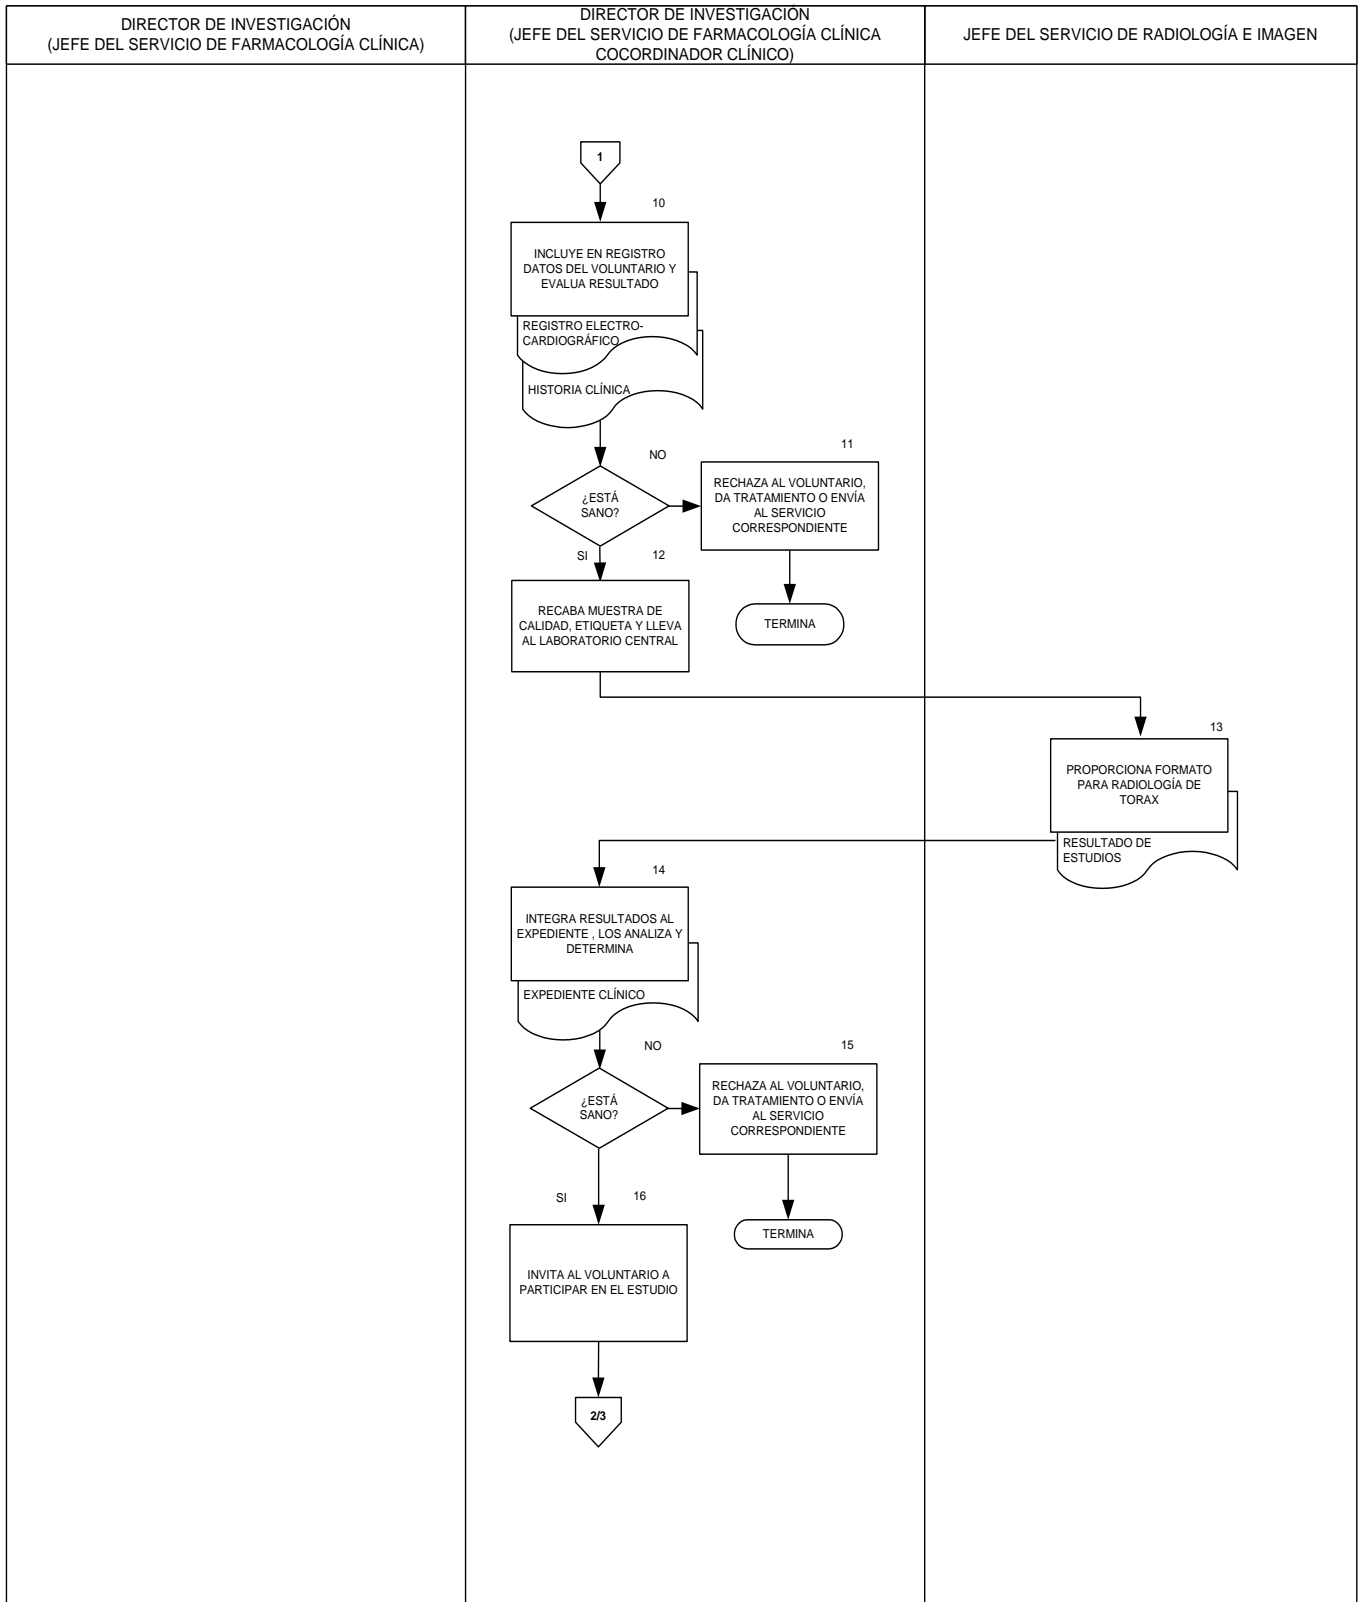 DIRECTOR DE INVESTIGACIÓN
(JEFE DEL SERVICIO DE FARMACOLOGÍA CLÍNICA)
DIRECTOR DE INVESTIGACIÓN
(JEFE DEL SERVICIO DE FARMACOLOGÍA CLÍNICA
COCORDINADOR CLÍNICO)
JEFE DEL SERVICIO DE RADIOLOGÍA E IMAGEN
1
10
INCLUYE EN REGISTRO
DATOS DEL VOLUNTARIO Y
EVALUA RESULTADO
REGISTRO ELECTRO-
CARDIOGRÁFICO
HISTORIA CLÍNICA
¿ESTÁ
SANO?
NO
11
RECHAZA AL VOLUNTARIO,
DA TRATAMIENTO O ENVÍA
AL SERVICIO
CORRESPONDIENTE
TERMINA
SI
12
RECABA MUESTRA DE
CALIDAD, ETIQUETA Y LLEVA
AL LABORATORIO CENTRAL
13
PROPORCIONA FORMATO
PARA RADIOLOGÍA DE
TORAX
RESULTADO DE
ESTUDIOS
14
INTEGRA RESULTADOS AL
EXPEDIENTE , LOS ANALIZA Y
DETERMINA
EXPEDIENTE CLÍNICO
¿ESTÁ
SANO?
NO
15
RECHAZA AL VOLUNTARIO,
DA TRATAMIENTO O ENVÍA
AL SERVICIO
CORRESPONDIENTE
TERMINA
SI
16
INVITA AL VOLUNTARIO A
PARTICIPAR EN EL ESTUDIO
2/3